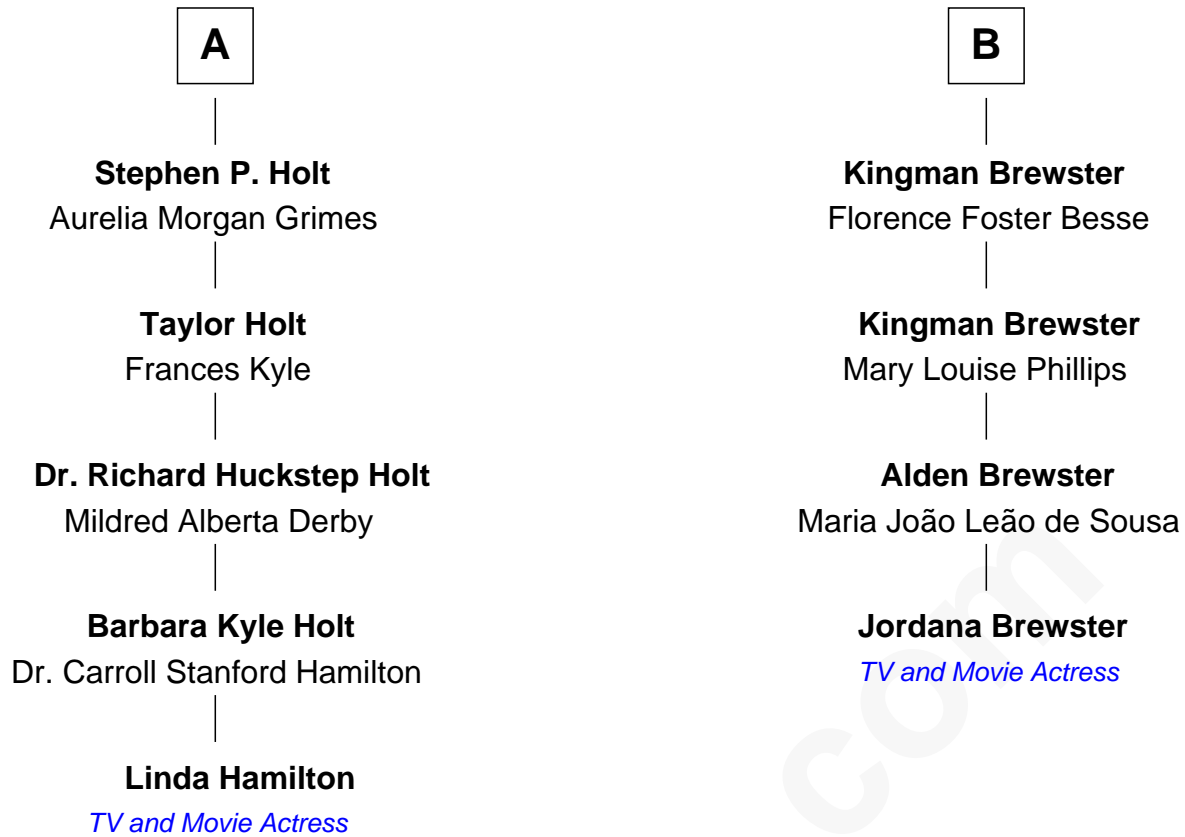 A
Stephen P. Holt
Aurelia Morgan Grimes
Taylor Holt
Frances Kyle
Dr. Richard Huckstep Holt
Mildred Alberta Derby
Barbara Kyle Holt
Dr. Carroll Stanford Hamilton
Linda Hamilton
TV and Movie Actress
B
Kingman Brewster
Florence Foster Besse
Kingman Brewster
Mary Louise Phillips
Alden Brewster
Maria João Leão de Sousa
Jordana Brewster
TV and Movie Actress
com